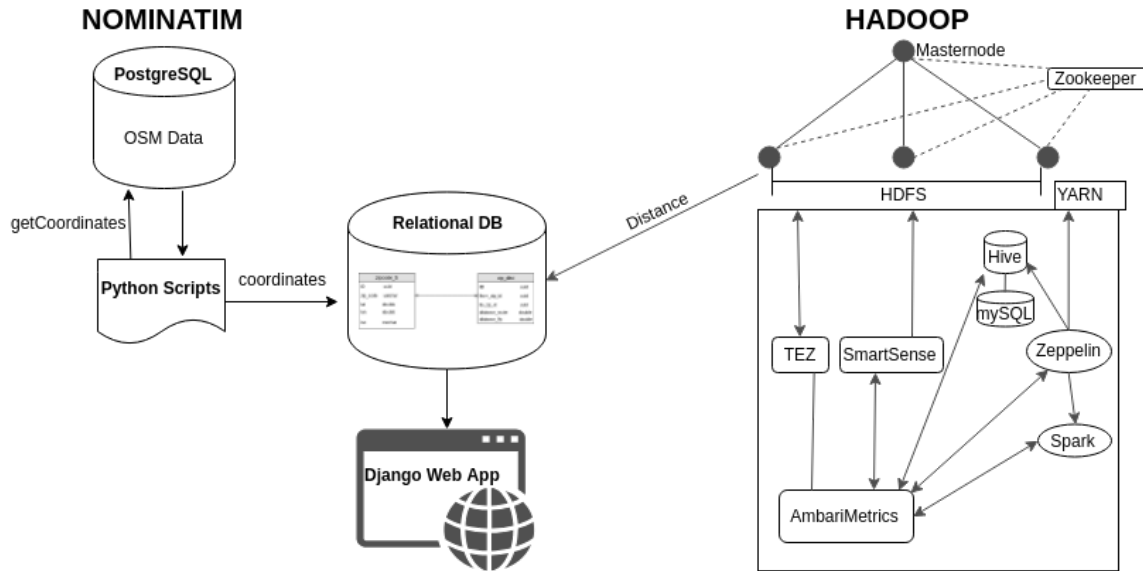 NOMINATIM
HADOOP
PostgreSQL
OSM Data
getCoordinates
Python Scripts
coordinates
Relational DB
Django Web App
Distance
Masternode
Zookeeper
HDFS
YARN
Hive
mySQL
TEZ
SmartSense
Zeppelin
Spark
AmbariMetrics